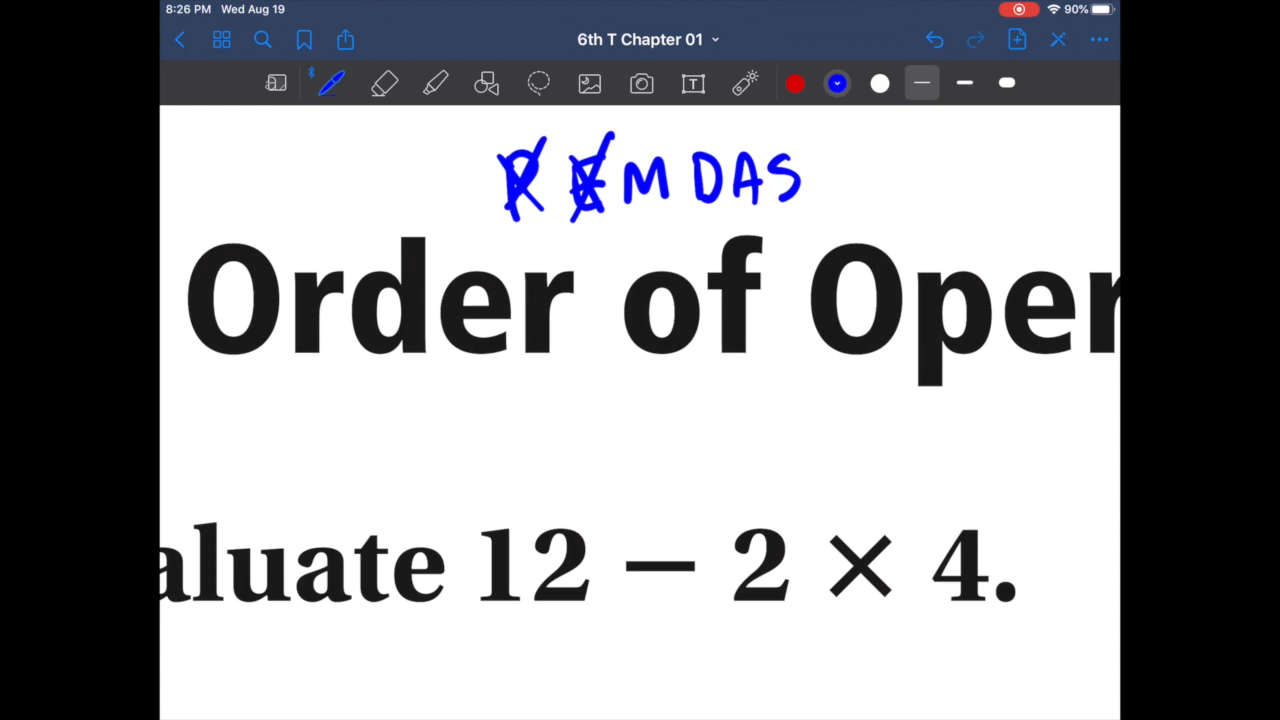 8:26 PM Wed Aug 19 90%
6th T Chapter 01
T
P E M D A S
Order of Oper
aluate 12 − 2 × 4.